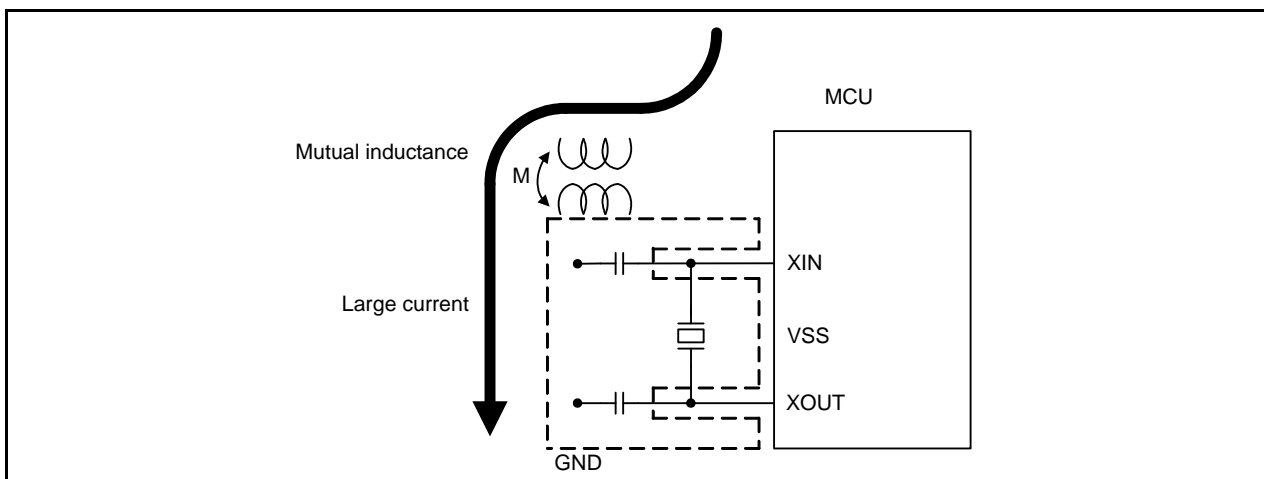 MCU
Mutual inductance
M
XIN
Large current
VSS
XOUT
GND